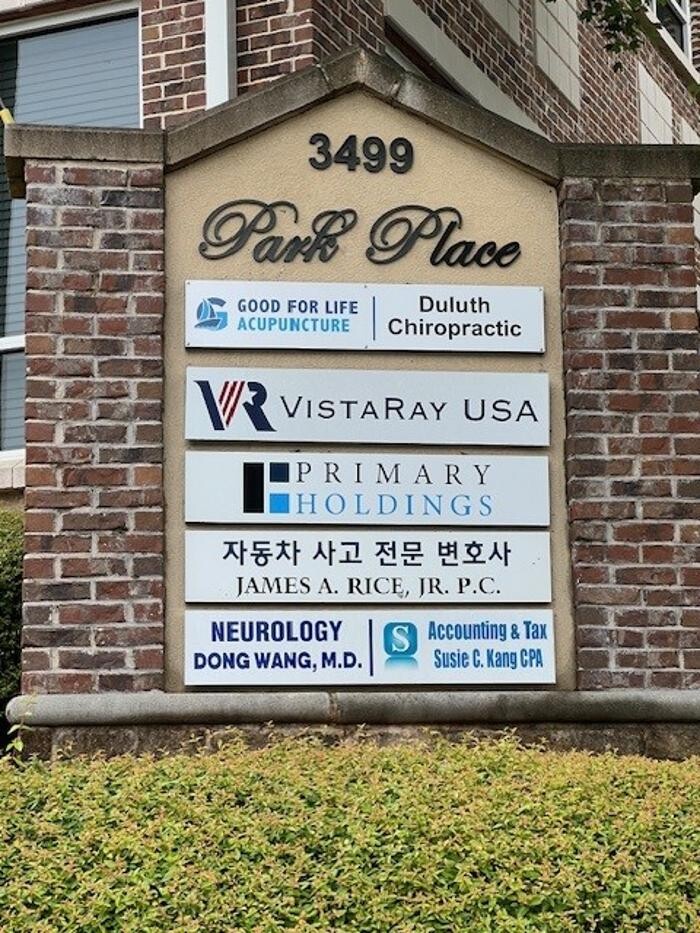 3499
Park Place
GOOD FOR LIFE
ACUPUNCTURE
Duluth
Chiropractic
VR VISTARAY USA
PRIMARY
HOLDINGS
자동차 사고 전문 변호사
JAMES A. RICE, JR. P.C.
NEUROLOGY
DONG WANG, M.D.
S
Accounting & Tax
Susie C. Kang CPA